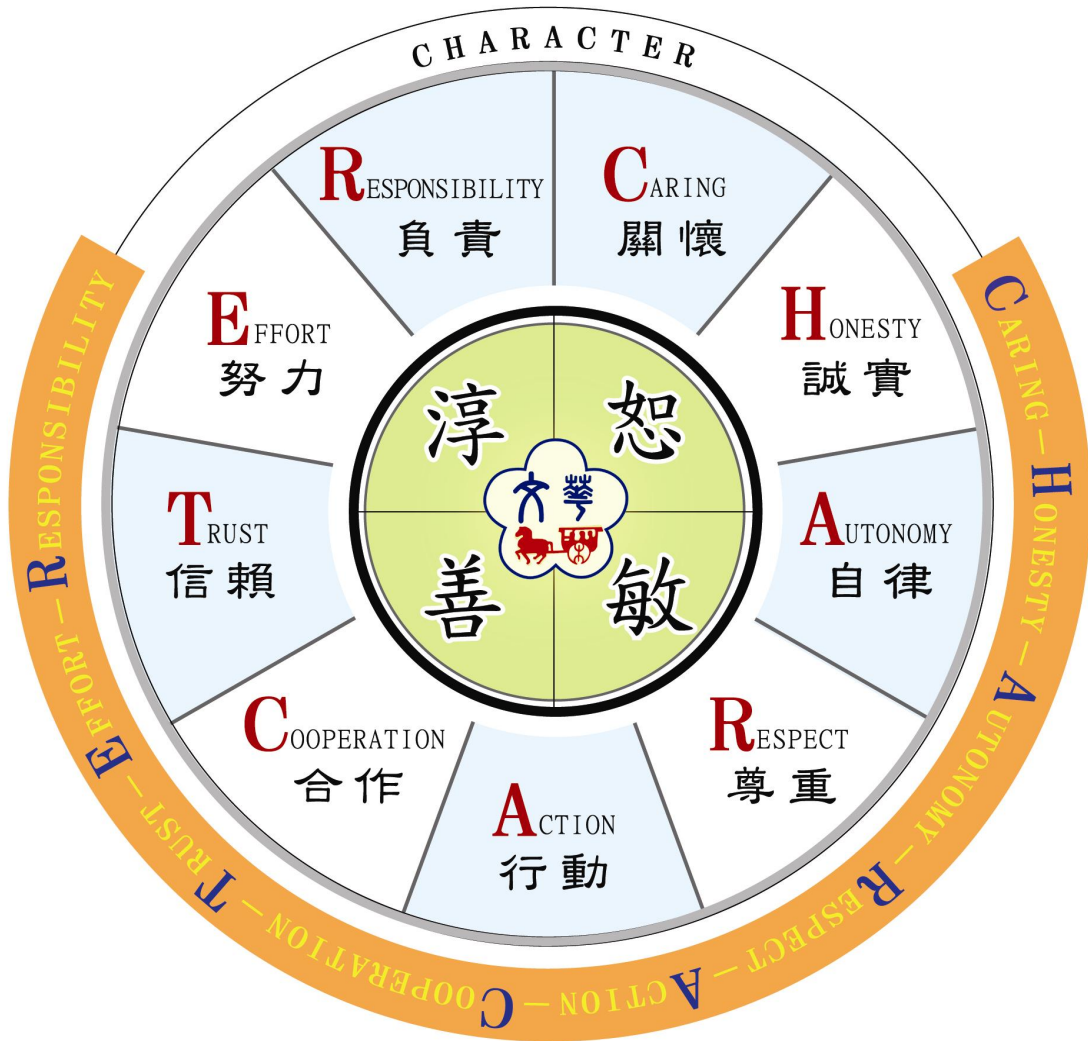 CHARACTER
CARING
關懷
HONESTY
誠實
AUTONOMY
自律
RESPECT
尊重
ACTION
行動
COOPERATION
合作
TRUST
信賴
EFFORT
努力
RESPONSIBILITY
負責
淳 恕
文華
善 敏
CARING—HONESTY—AUTONOMY—RESPECT—ACTION—COOPERATION—TRUST—EFFORT—RESPONSIBILITY